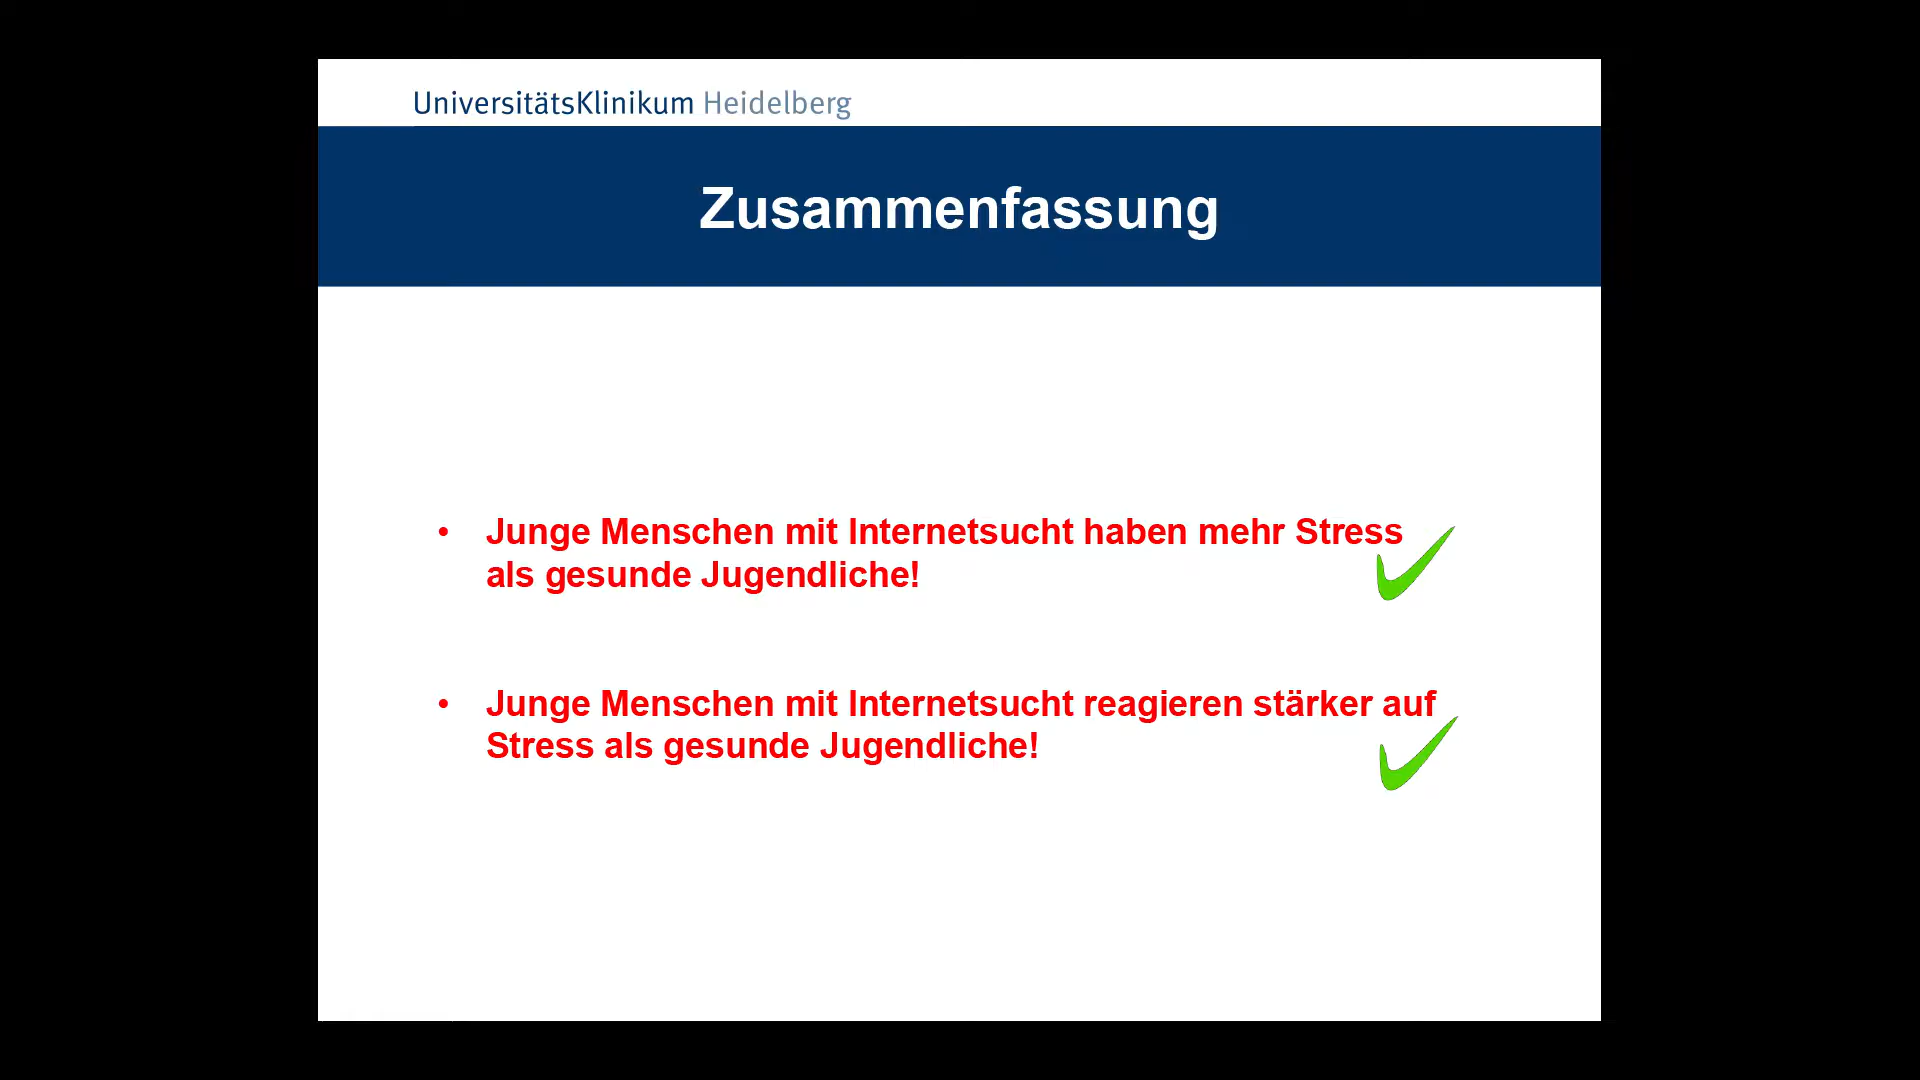 UniversitätsKlinikum Heidelberg
Zusammenfassung
• Junge Menschen mit Internetsucht haben mehr Stress
als gesunde Jugendliche!
• Junge Menschen mit Internetsucht reagieren stärker auf
Stress als gesunde Jugendliche!